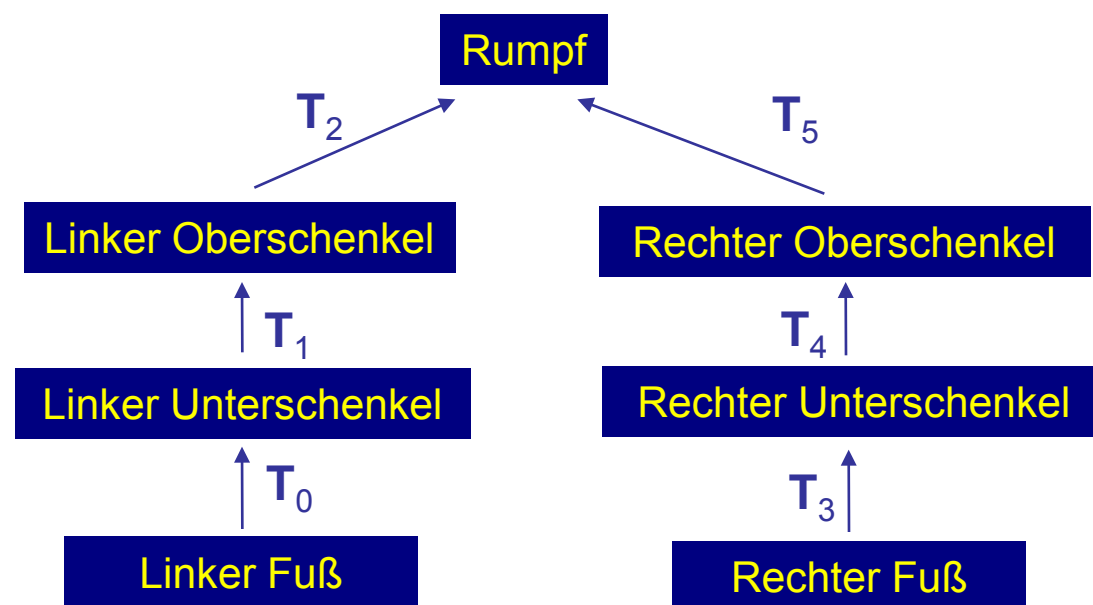 Rumpf
T2
T5
Linker Oberschenkel
Rechter Oberschenkel
T1
T4
Linker Unterschenkel
Rechter Unterschenkel
T0
T3
Linker Fuß
Rechter Fuß